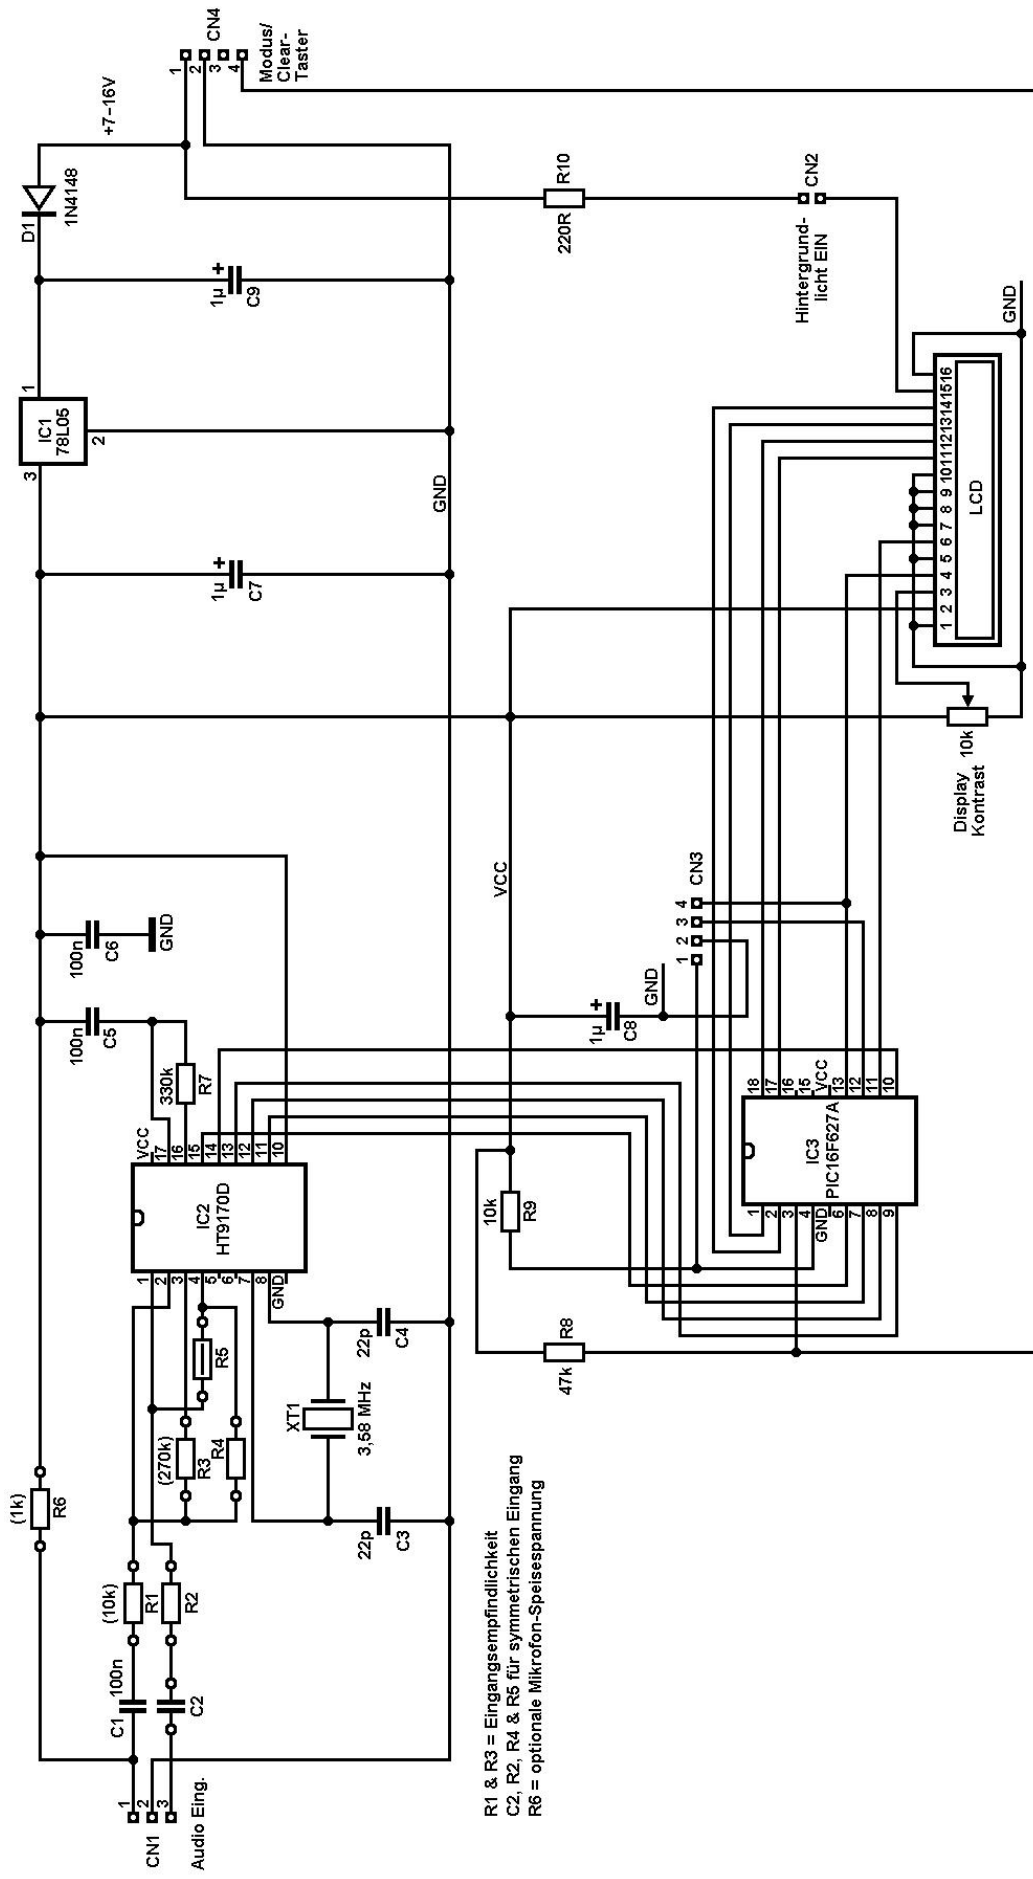 CN1
1
2
3
Audio Eing.
C1
100n
C2
(10k)
R1
R2
(1k)
R6
(270k)
R3
R4
R5
XT1
3,58 MHz
22p
C3
22p
C4
1
2
3
4
5
6
7
8
GND
IC2
HT9170D
VCC
17
16
15
14
13
12
11
10
330k
R7
100n
C5
100n
C6
GND
1µ
+
C7
IC1
78L05
3
1
2
1µ
+
C9
D1
1N4148
+7-16V
CN4
1
2
3
4
Modus/
Clear-
Taster
GND
R10
220R
CN2
Hintergrund-
licht EIN
VCC
10k
R9
R8
47k
1µ
+
C8
GND
CN3
1
2
3
4
IC3
PIC16F627A
1
2
3
4
GND
6
7
8
9
18
17
16
15
VCC
13
12
11
10
Display
Kontrast
10k
LCD
1
2
3
4
5
6
7
8
9
10
11
12
13
14
15
16
GND
R1 & R3 = Eingangsempfindlichkeit
C2, R2, R4 & R5 für symmetrischen Eingang
R6 = optionale Mikrofon-Speisespannung